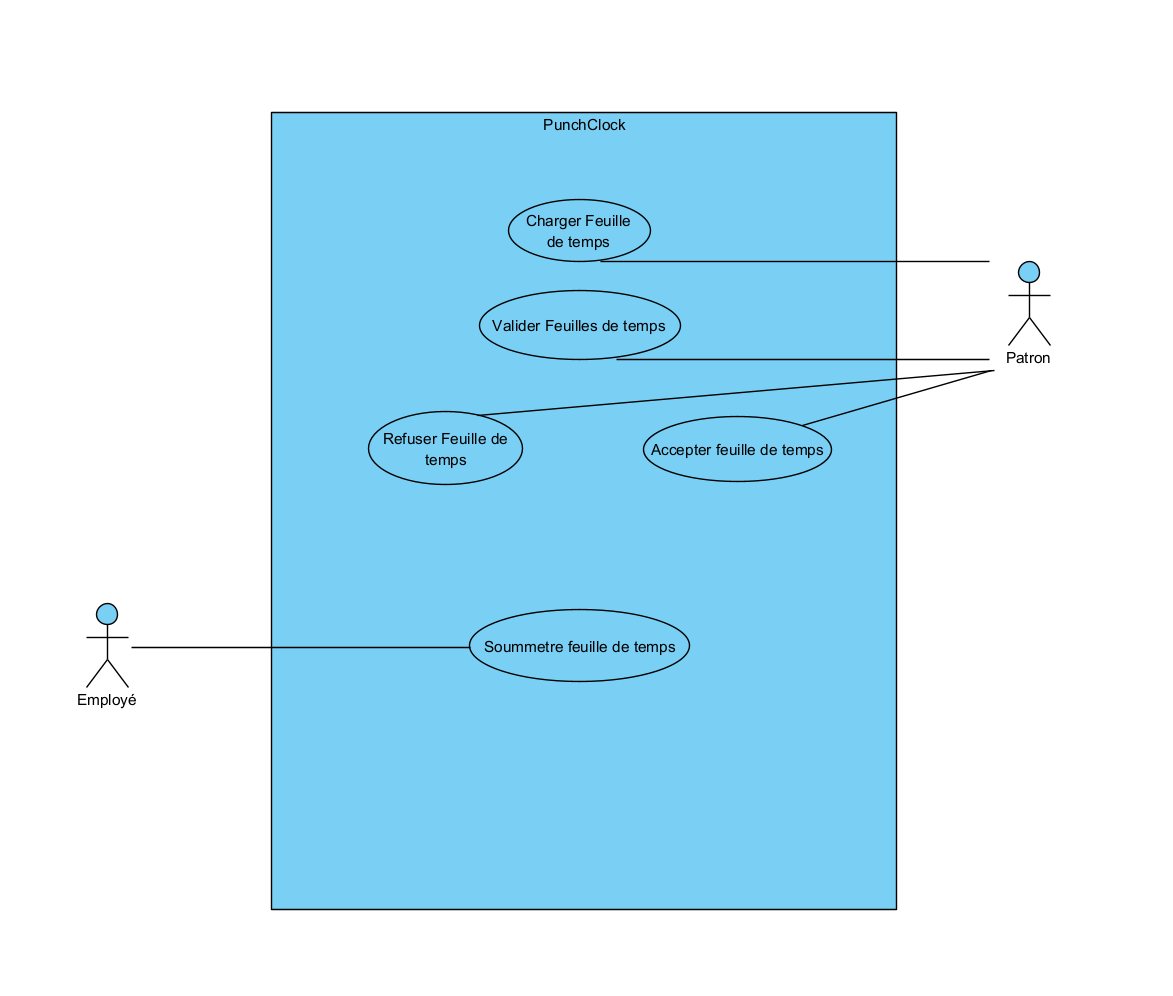 PunchClock
Charger Feuille
de temps
Valider Feuilles de temps
Patron
Refuser Feuille de
temps
Accepter feuille de temps
Soummetre feuille de temps
Employé